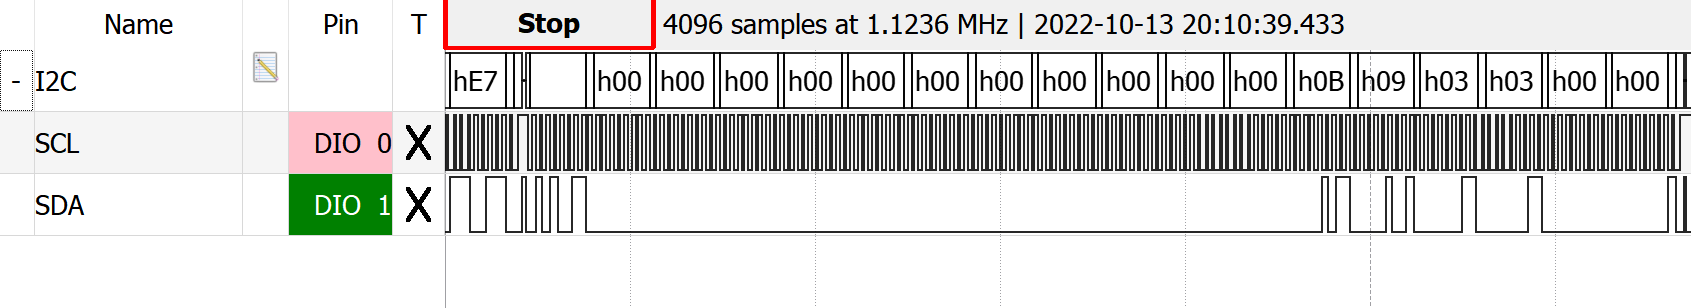 Name Pin T Stop 4096 samples at 1.1236 MHz | 2022-10-13 20:10:39.433
- I2C hE7 h00 h00 h00 h00 h00 h00 h00 h00 h00 h00 h00 h0B h09 h03 h03 h00 h00
SCL DIO 0 X
SDA DIO 1 X